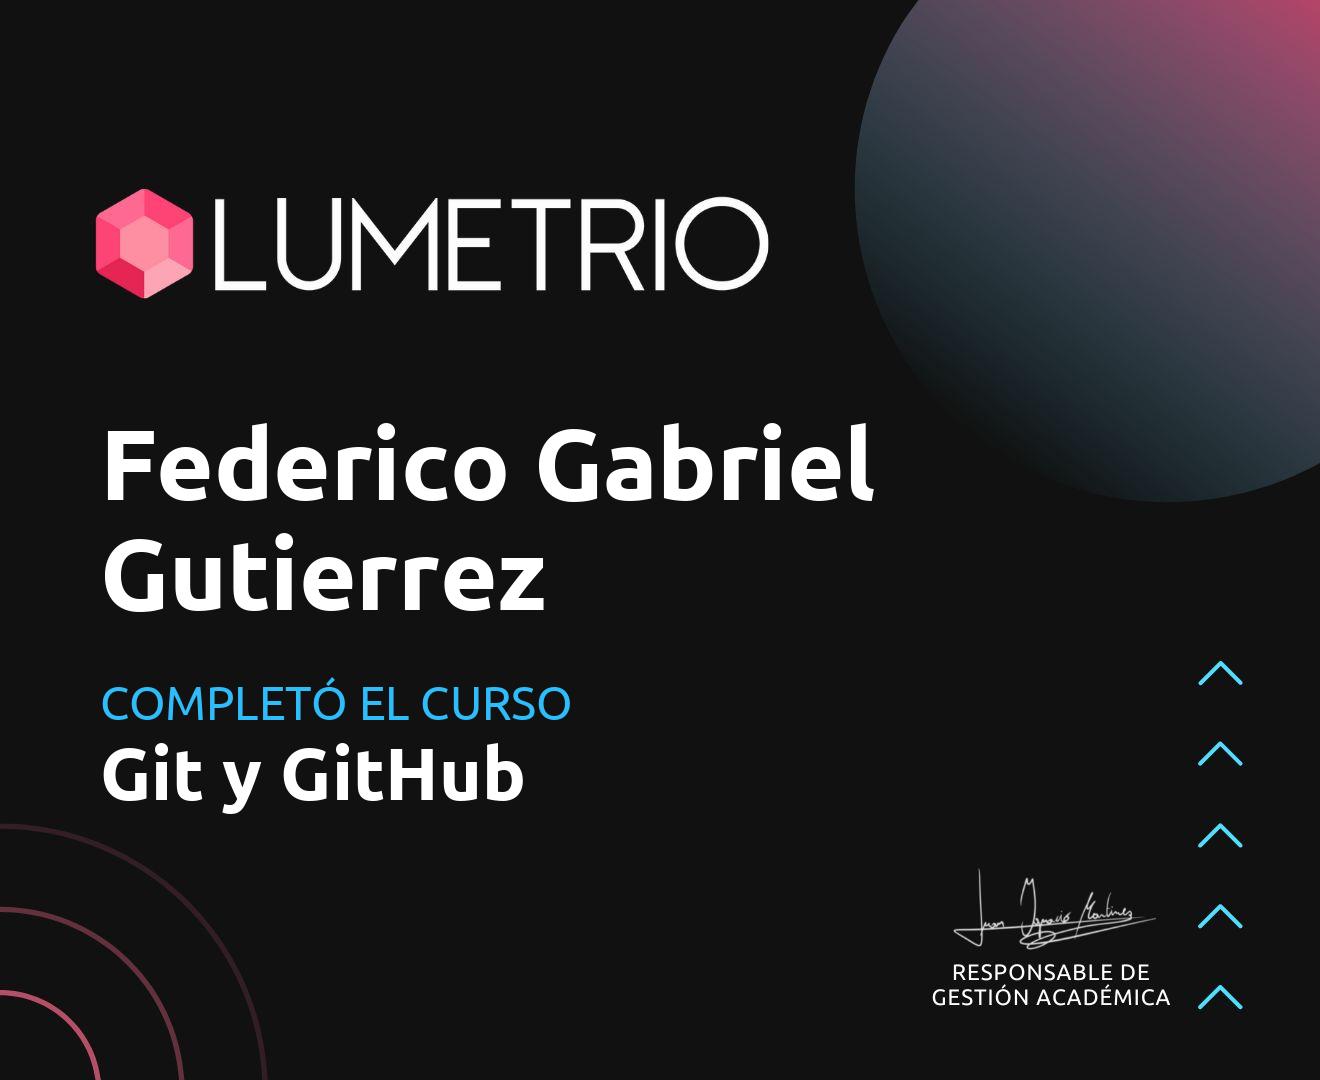 LUMETRIO
Federico Gabriel
Gutierrez
COMPLETÓ EL CURSO
Git y GitHub
Juan Ignacio Martinez
RESPONSABLE DE
GESTIÓN ACADÉMICA